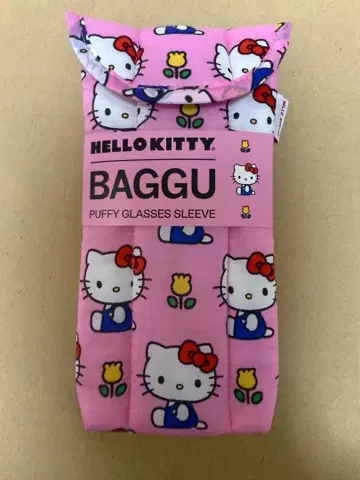 HELLO KITTY®
BAGGU
PUFFY GLASSES SLEEVE